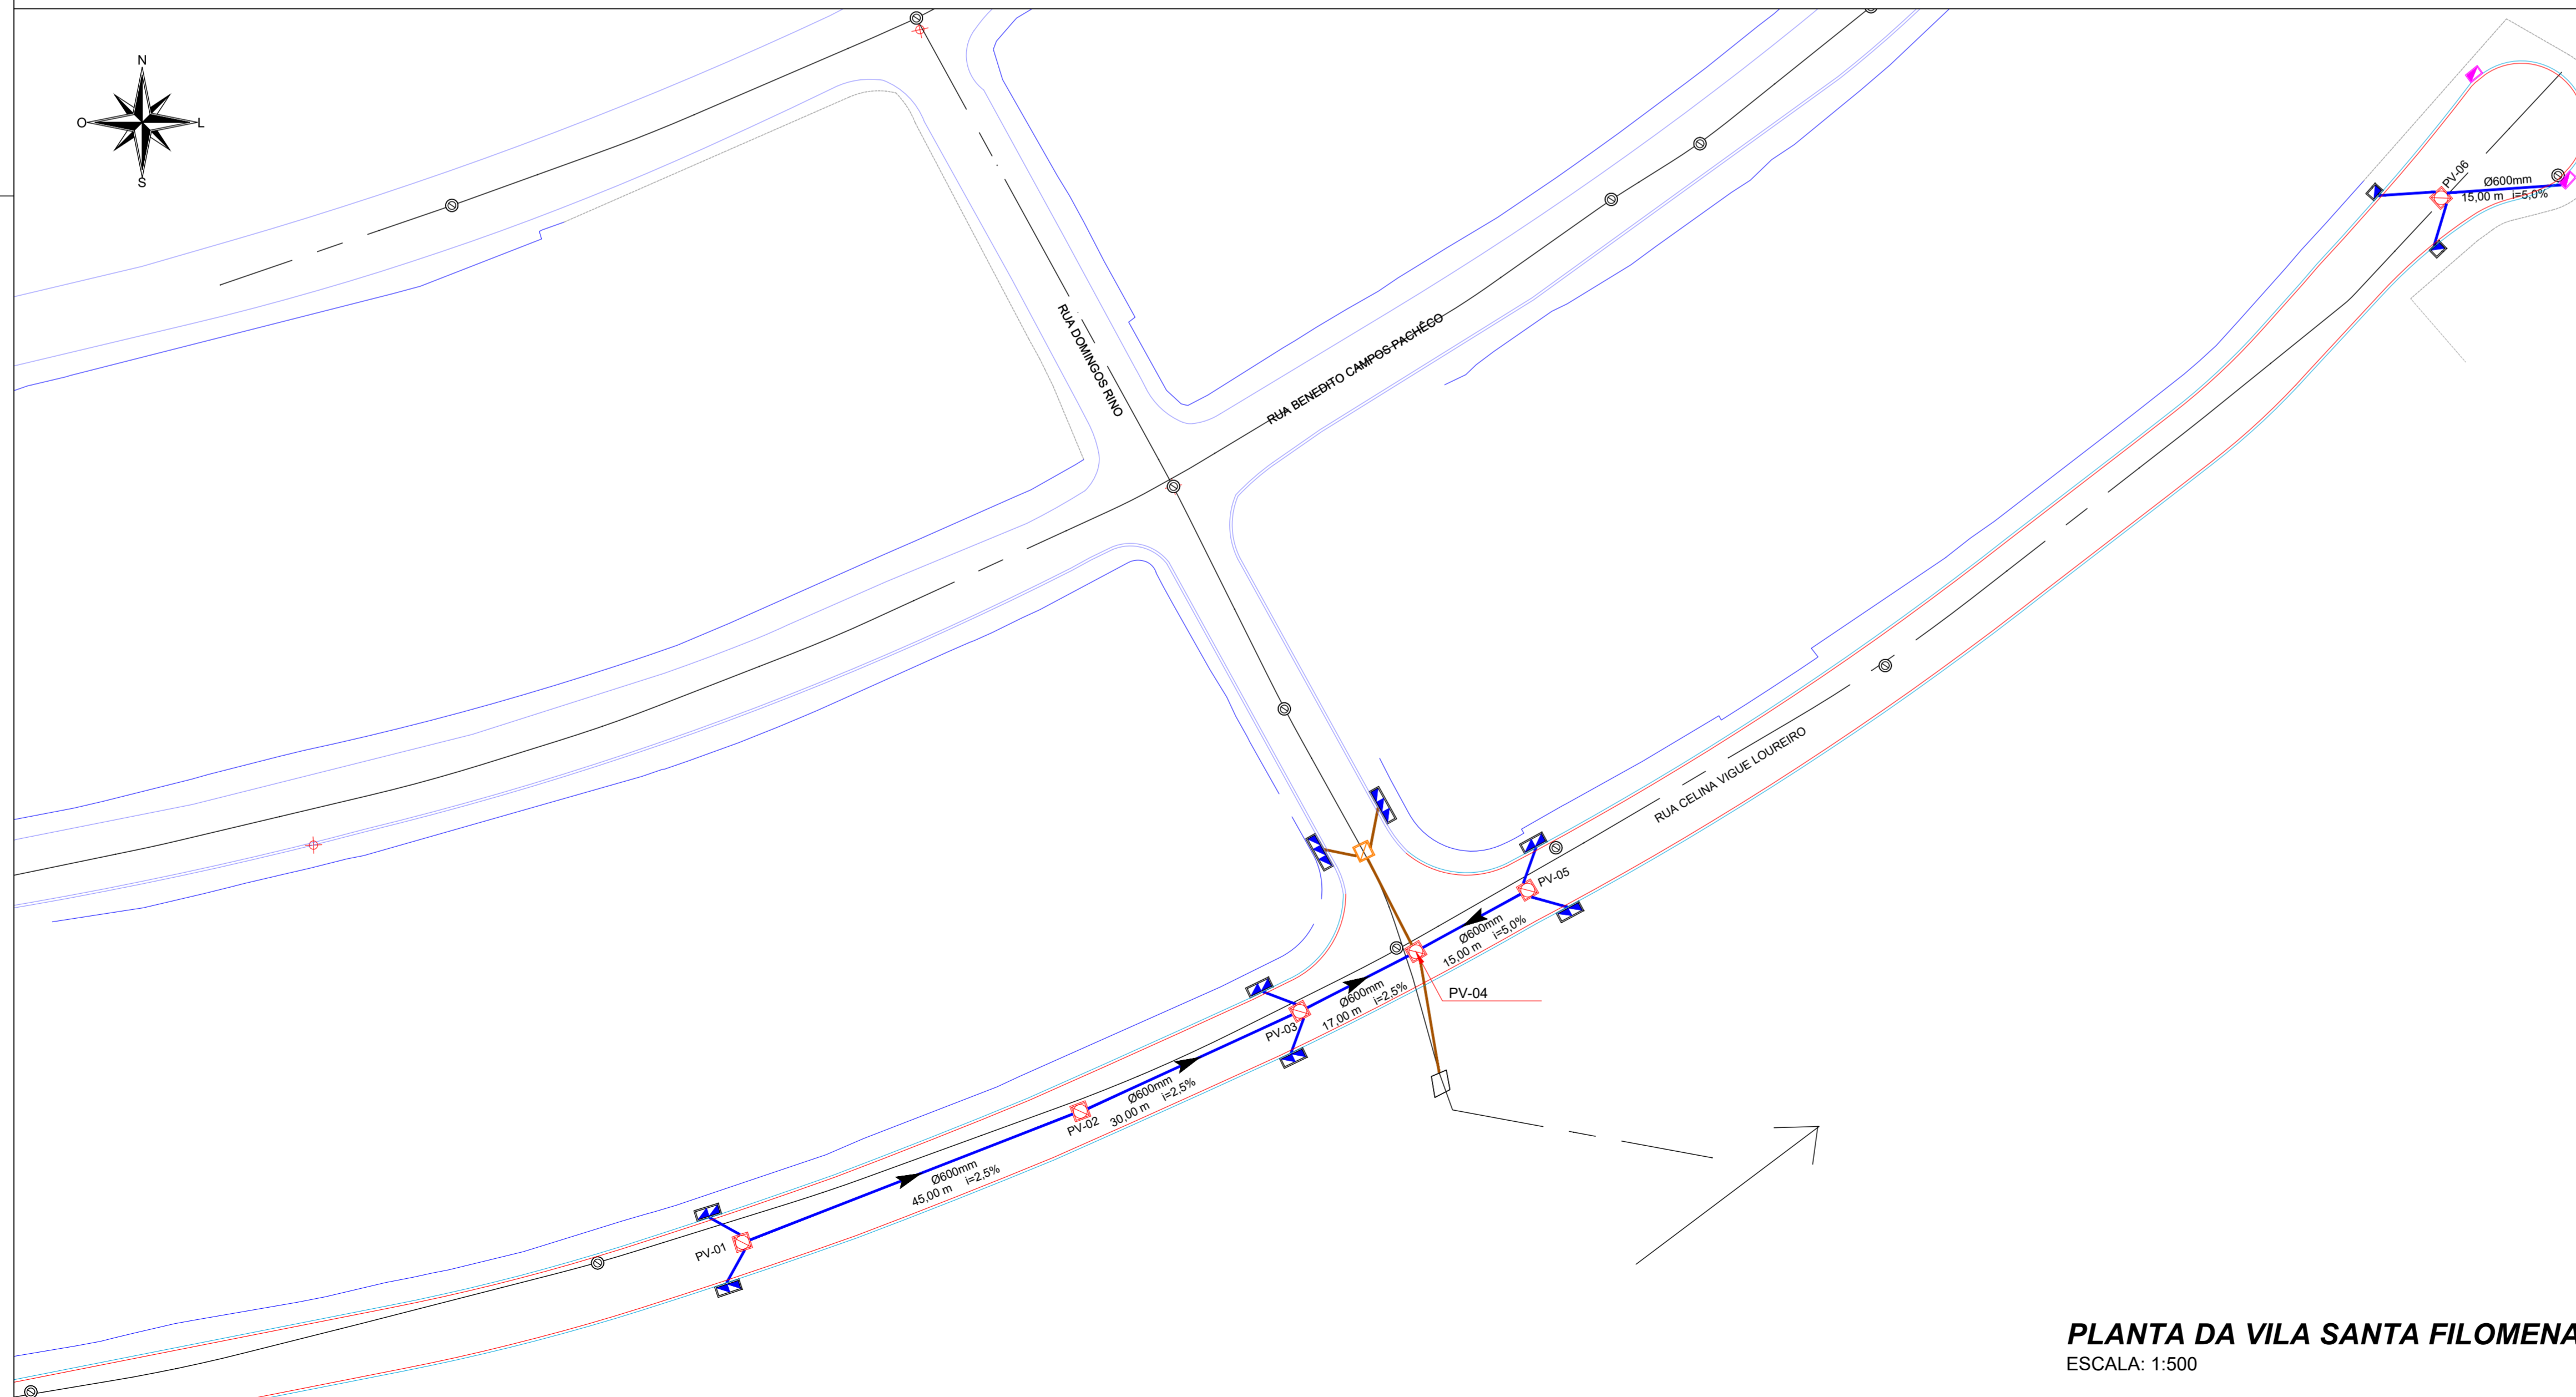 N
O
L
S
PV-06
Ø600mm
15,00 m i=5,0%
RUA DOMINGOS RINO
RUA BENEDITO CAMPOS PACHÊCO
RUA CELINA VIGUE LOUREIRO
PV-05
Ø600mm
15,00 m i=5,0%
PV-04
Ø600mm
17,00 m i=2,5%
PV-03
Ø600mm
30,00 m i=2,5%
PV-02
Ø600mm
45,00 m i=2,5%
PV-01
PLANTA DA VILA SANTA FILOMENA
ESCALA: 1:500